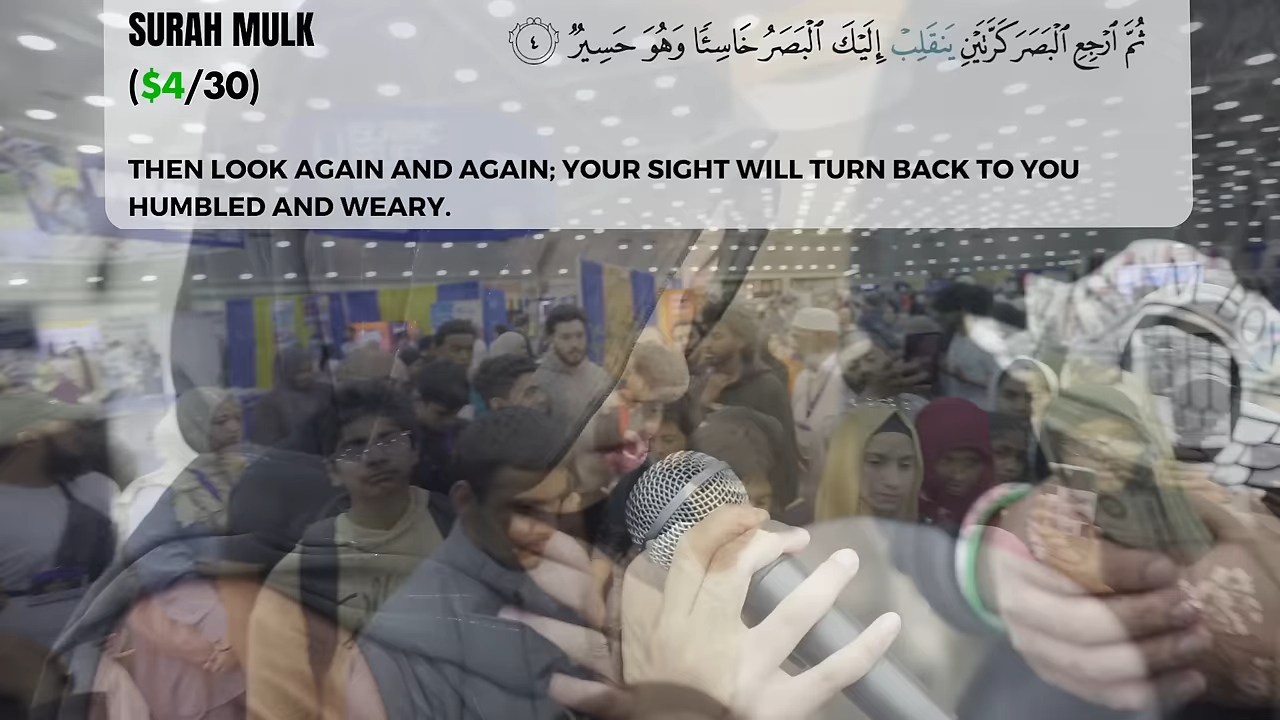 SURAH MULK
ثُمَّ ٱرْجِعِ ٱلْبَصَرَ كَرَّتَيْنِ يَنقَلِبْ إِلَيْكَ ٱلْبَصَرُ خَاسِئًا وَهُوَ حَسِيرٌ ٤
($4/30)
THEN LOOK AGAIN AND AGAIN; YOUR SIGHT WILL TURN BACK TO YOU
HUMBLED AND WEARY.